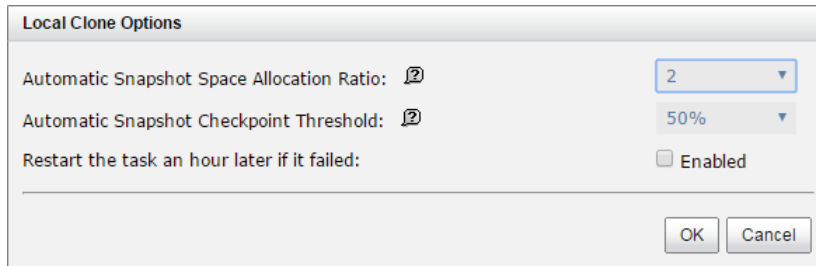 Local Clone Options
Automatic Snapshot Space Allocation Ratio: 2
Automatic Snapshot Checkpoint Threshold: 50%
Restart the task an hour later if it failed: Enabled
OK Cancel